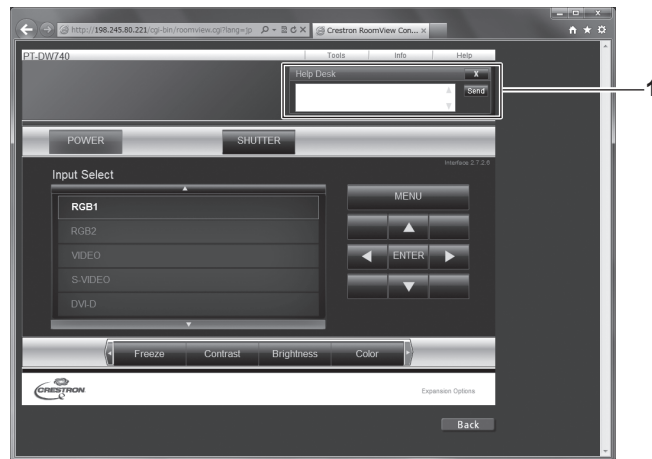 http://198.245.80.221/cgi-bin/roomview.cgi?lang=jp
Crestron RoomView Con... ×
PT-DW740
Tools Info Help
Help Desk X
Send
1
POWER SHUTTER
Interface 2.7.2.6
Input Select
RGB1
RGB2
VIDEO
S-VIDEO
DVI-D
MENU
ENTER
Freeze Contrast Brightness Color
CRESTRON
Expansion Options
Back